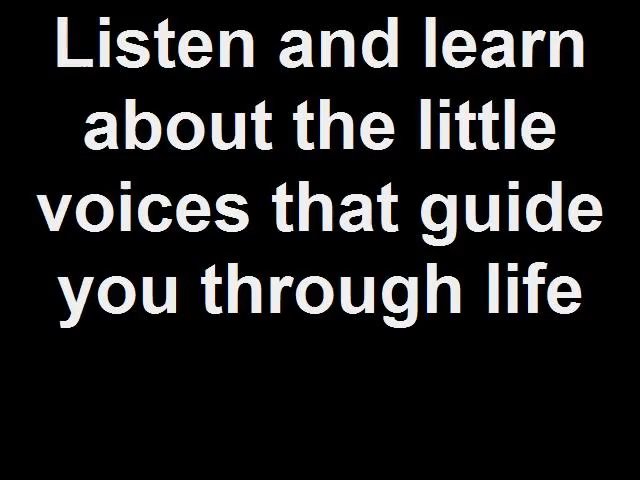 Listen and learn
about the little
voices that guide
you through life